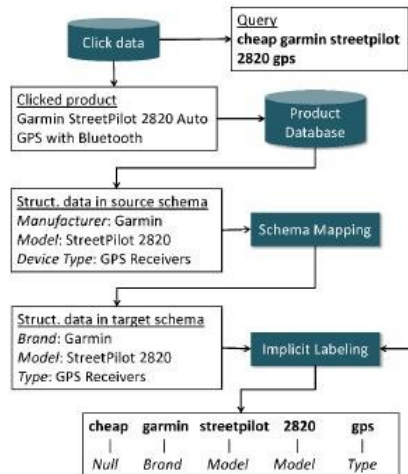 Click data
Query
cheap garmin streetpilot
2820 gps
Clicked product
Garmin StreetPilot 2820 Auto
GPS with Bluetooth
Product
Database
Struct. data in source schema
Manufacturer: Garmin
Model: StreetPilot 2820
Device Type: GPS Receivers
Schema Mapping
Struct. data in target schema
Brand: Garmin
Model: StreetPilot 2820
Type: GPS Receivers
Implicit Labeling
cheap garmin streetpilot 2820 gps
Null Brand Model Model Type